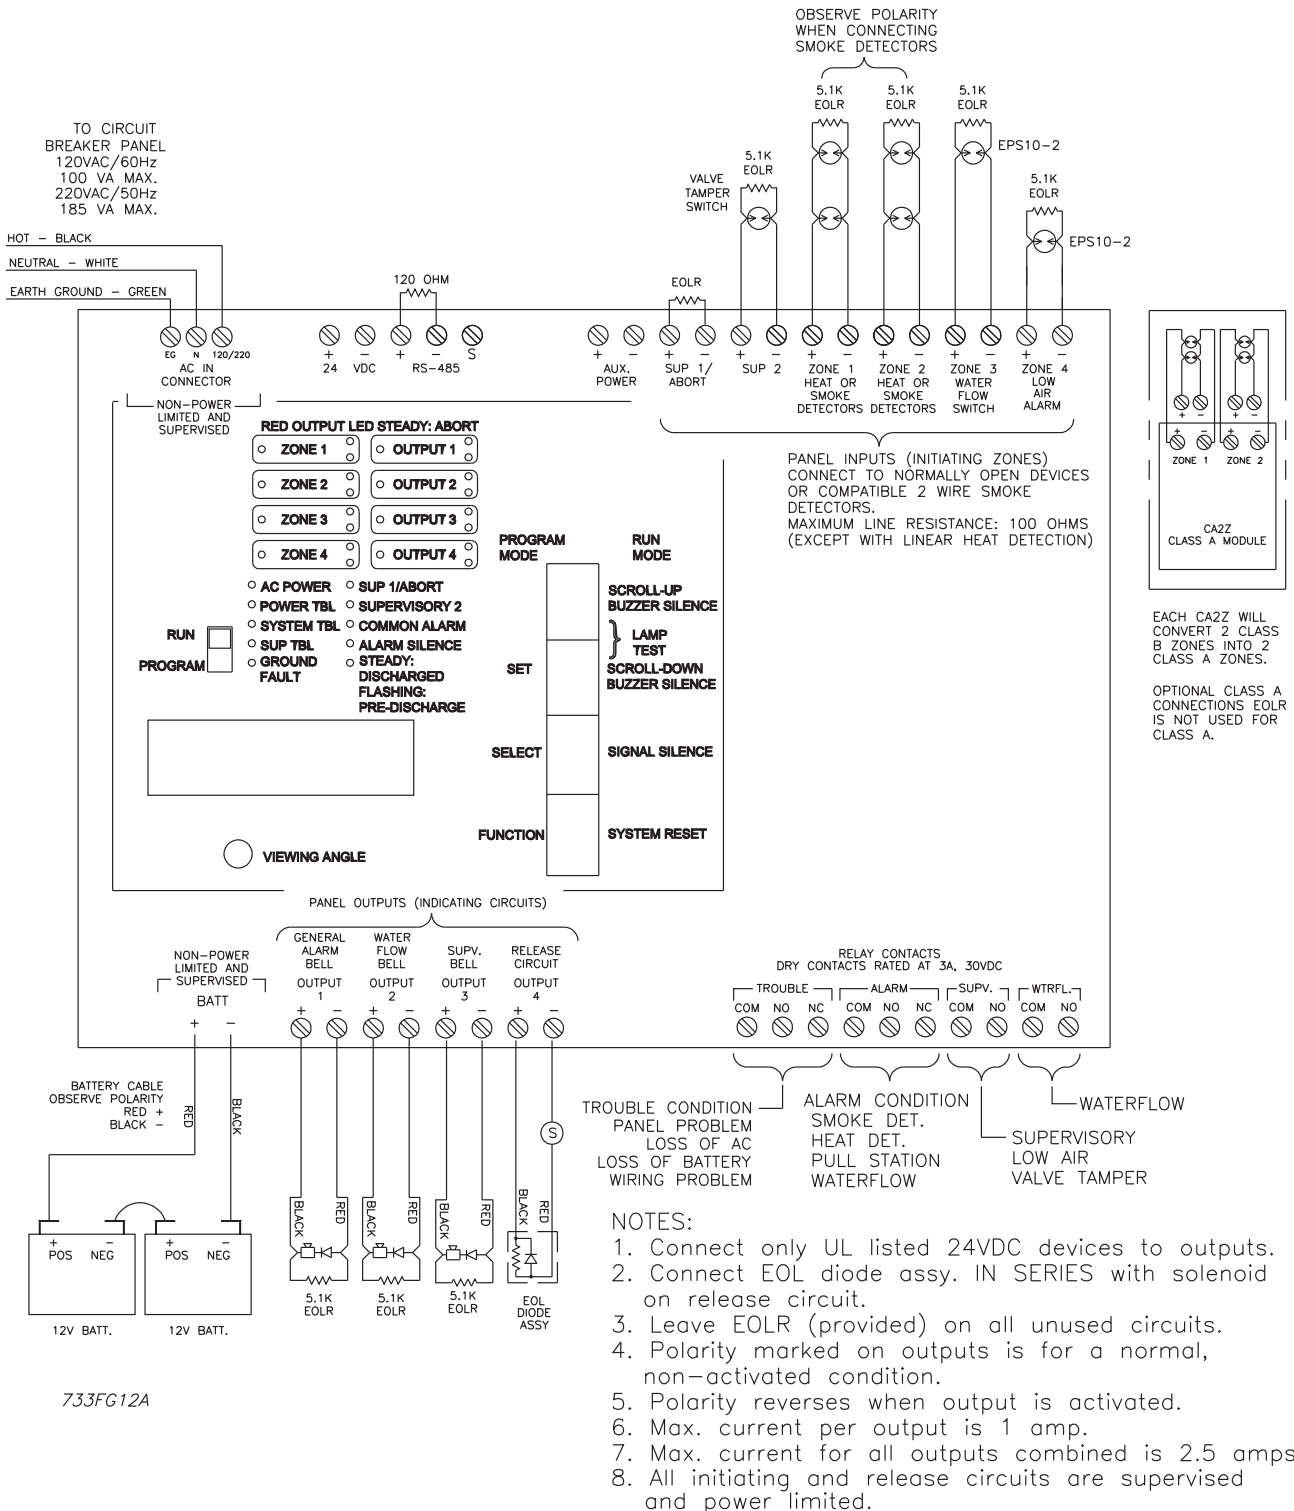 OBSERVE POLARITY
WHEN CONNECTING
SMOKE DETECTORS
5.1K
EOLR
5.1K
EOLR
5.1K
EOLR
EPS10-2
TO CIRCUIT
BREAKER PANEL
120VAC/60Hz
100 VA MAX.
220VAC/50Hz
185 VA MAX.
5.1K
EOLR
VALVE
TAMPER
SWITCH
5.1K
EOLR
EPS10-2
HOT - BLACK
NEUTRAL - WHITE
EARTH GROUND - GREEN
120 OHM
EOLR
EG N 120/220
AC IN
CONNECTOR
+ -
24 VDC
+ - S
RS-485
+ -
AUX.
POWER
+ -
SUP 1/
ABORT
+ -
SUP 2
+ -
ZONE 1
HEAT OR
SMOKE
DETECTORS
+ -
ZONE 2
HEAT OR
SMOKE
DETECTORS
+ -
ZONE 3
WATER
FLOW
SWITCH
+ -
ZONE 4
LOW
AIR
ALARM
NON-POWER
LIMITED AND
SUPERVISED
RED OUTPUT LED STEADY: ABORT
ZONE 1 OUTPUT 1
ZONE 2 OUTPUT 2
ZONE 3 OUTPUT 3
ZONE 4 OUTPUT 4
AC POWER SUP 1/ABORT
POWER TBL SUPERVISORY 2
SYSTEM TBL COMMON ALARM
SUP TBL ALARM SILENCE
GROUND
FAULT
STEADY:
DISCHARGED
FLASHING:
PRE-DISCHARGE
RUN
PROGRAM
PROGRAM
MODE
RUN
MODE
SCROLL-UP
BUZZER SILENCE
LAMP
TEST
SET
SCROLL-DOWN
BUZZER SILENCE
SELECT
SIGNAL SILENCE
FUNCTION
SYSTEM RESET
VIEWING ANGLE
PANEL INPUTS (INITIATING ZONES)
CONNECT TO NORMALLY OPEN DEVICES
OR COMPATIBLE 2 WIRE SMOKE
DETECTORS.
MAXIMUM LINE RESISTANCE: 100 OHMS
(EXCEPT WITH LINEAR HEAT DETECTION)
+ - + -
+ - + -
ZONE 1 ZONE 2
CA2Z
CLASS A MODULE
EACH CA2Z WILL
CONVERT 2 CLASS
B ZONES INTO 2
CLASS A ZONES.
OPTIONAL CLASS A
CONNECTIONS EOLR
IS NOT USED FOR
CLASS A.
PANEL OUTPUTS (INDICATING CIRCUITS)
NON-POWER
LIMITED AND
SUPERVISED
BATT
+ -
GENERAL
ALARM
BELL
OUTPUT
1
+ -
WATER
FLOW
BELL
OUTPUT
2
+ -
SUPV.
BELL
OUTPUT
3
+ -
RELEASE
CIRCUIT
OUTPUT
4
+ -
RELAY CONTACTS
DRY CONTACTS RATED AT 3A, 30VDC
TROUBLE ALARM SUPV. WTRFL.
COM NO NC COM NO NC COM NO COM NO
BATTERY CABLE
OBSERVE POLARITY
RED +
BLACK -
RED
BLACK
S
TROUBLE CONDITION
PANEL PROBLEM
LOSS OF AC
LOSS OF BATTERY
WIRING PROBLEM
ALARM CONDITION
SMOKE DET.
HEAT DET.
PULL STATION
WATERFLOW
WATERFLOW
SUPERVISORY
LOW AIR
VALVE TAMPER
BLACK
RED
BLACK
RED
BLACK
RED
BLACK
RED
+ -
POS NEG
+ -
POS NEG
12V BATT.
12V BATT.
5.1K
EOLR
5.1K
EOLR
5.1K
EOLR
EOL
DIODE
ASSY
733FG12A
NOTES:
1. Connect only UL listed 24VDC devices to outputs.
2. Connect EOL diode assy. IN SERIES with solenoid
on release circuit.
3. Leave EOLR (provided) on all unused circuits.
4. Polarity marked on outputs is for a normal,
non-activated condition.
5. Polarity reverses when output is activated.
6. Max. current per output is 1 amp.
7. Max. current for all outputs combined is 2.5 amps
8. All initiating and release circuits are supervised
and power limited.